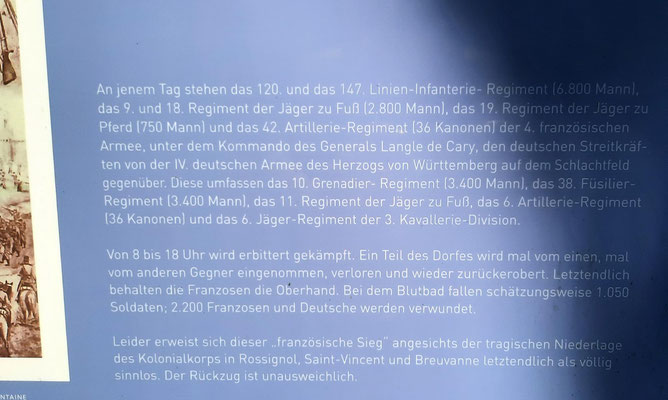 An jenem Tag stehen das 120. und das 147. Linien-Infanterie- Regiment (6.800 Mann),
das 9. und 18. Regiment der Jäger zu Fuß (2.800 Mann), das 19. Regiment der Jäger zu
Pferd (750 Mann) und das 42. Artillerie-Regiment (36 Kanonen) der 4. französischen
Armee, unter dem Kommando des Generals Langle de Cary, den deutschen Streitkräf-
ten von der IV. deutschen Armee des Herzogs von Württemberg auf dem Schlachtfeld
gegenüber. Diese umfassen das 10. Grenadier- Regiment (3.400 Mann), das 38. Füsilier-
Regiment (3.400 Mann), das 11. Regiment der Jäger zu Fuß, das 6. Artillerie-Regiment
(36 Kanonen) und das 6. Jäger-Regiment der 3. Kavallerie-Division.
Von 8 bis 18 Uhr wird erbittert gekämpft. Ein Teil des Dorfes wird mal vom einen, mal
vom anderen Gegner eingenommen, verloren und wieder zurückerobert. Letztendlich
behalten die Franzosen die Oberhand. Bei dem Blutbad fallen schätzungsweise 1.050
Soldaten; 2.200 Franzosen und Deutsche werden verwundet.
Leider erweist sich dieser „französische Sieg" angesichts der tragischen Niederlage
des Kolonialkorps in Rossignol, Saint-Vincent und Breuvanne letztendlich als völlig
sinnlos. Der Rückzug ist unausweichlich.
NTAINE